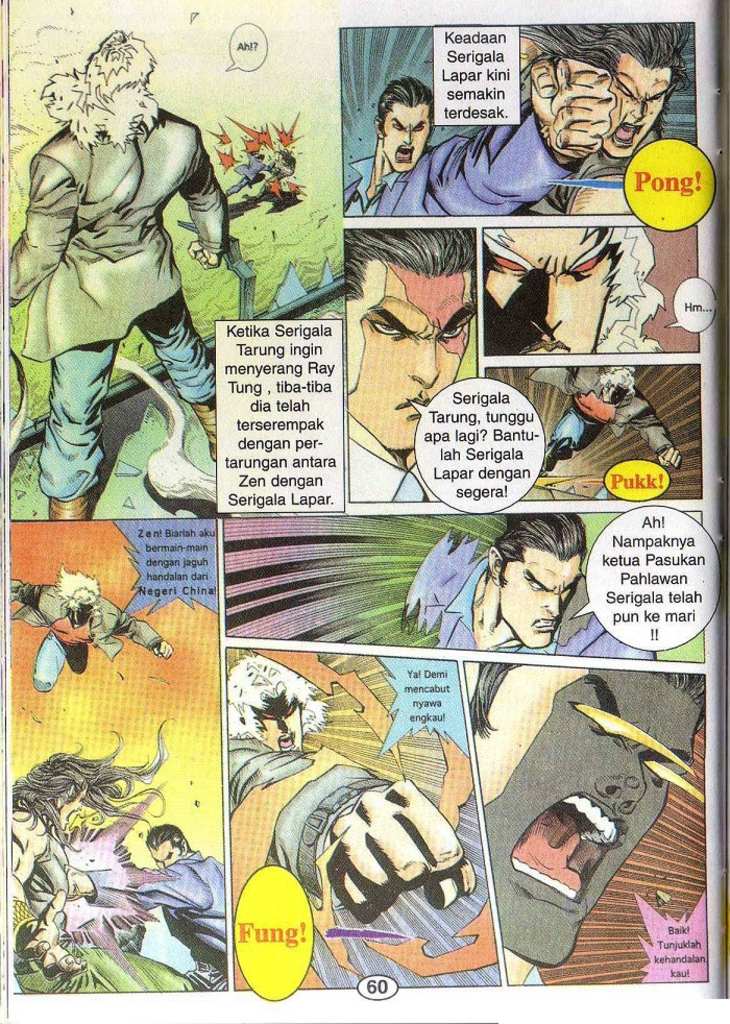 Ah!?
Keadaan
Serigala
Lapar kini
semakin
terdesak.
Pong!
Ketika Serigala
Tarung ingin
menyerang Ray
Tung , tiba-tiba
dia telah
terserempak
dengan per-
tarungan antara
Zen dengan
Serigala Lapar.
Hm...
Serigala
Tarung, tunggu
apa lagi? Bantu-
lah Serigala
Lapar dengan
segera!
Pukk!
Zen! Biarlah aku
bermain-main
dengan jaguh
handalan dari
Negeri China!
Ah!
Nampaknya
ketua Pasukan
Pahlawan
Serigala telah
pun ke mari
!!
Ya! Demi
mencabut
nyawa
engkau!
Fung!
Baik!
Tunjuklah
kehandalan
kau!
60